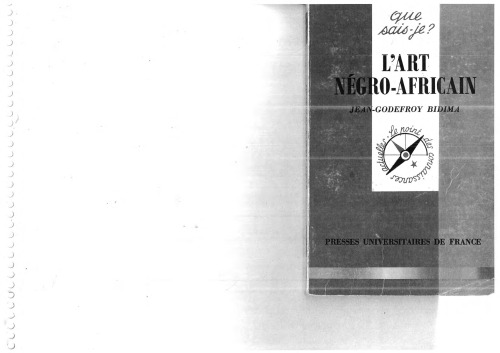 que
sais-je?
L'ART
NÉGRO-AFRICAIN
JEAN-GODEFROY BIDIMA
Le point des connaissances actuelles
PRESSES UNIVERSITAIRES DE FRANCE